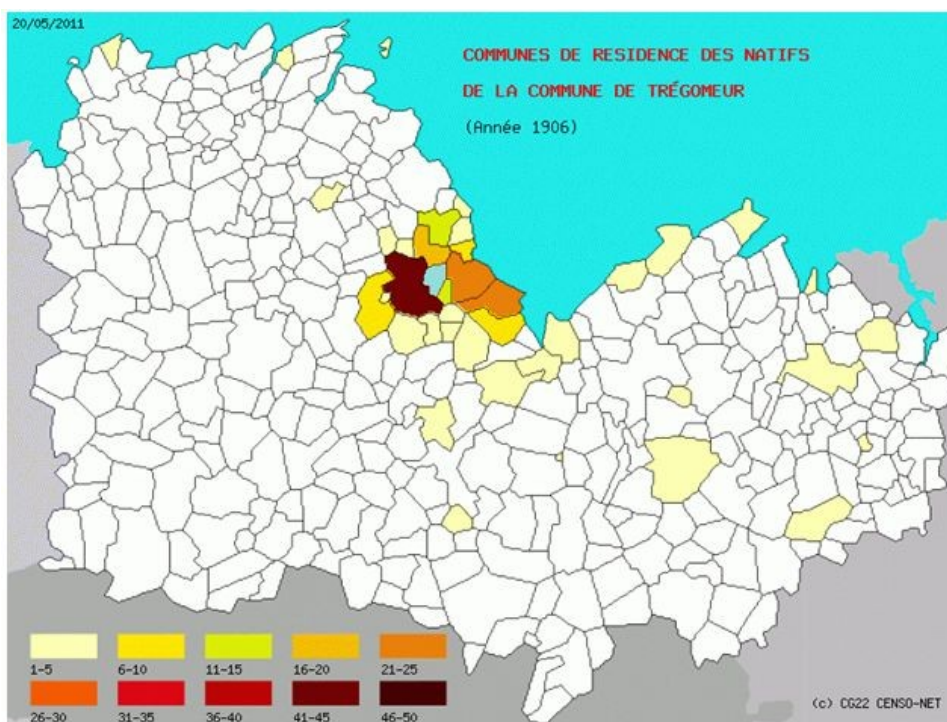 20/05/2011
COMMUNES DE RESIDENCE DES NATIFS
DE LA COMMUNE DE TRÉGOMEUR
(Année 1906)
1-5 6-10 11-15 16-20 21-25
26-30 31-35 36-40 41-45 46-50
(c) CG22 CENSO-NET